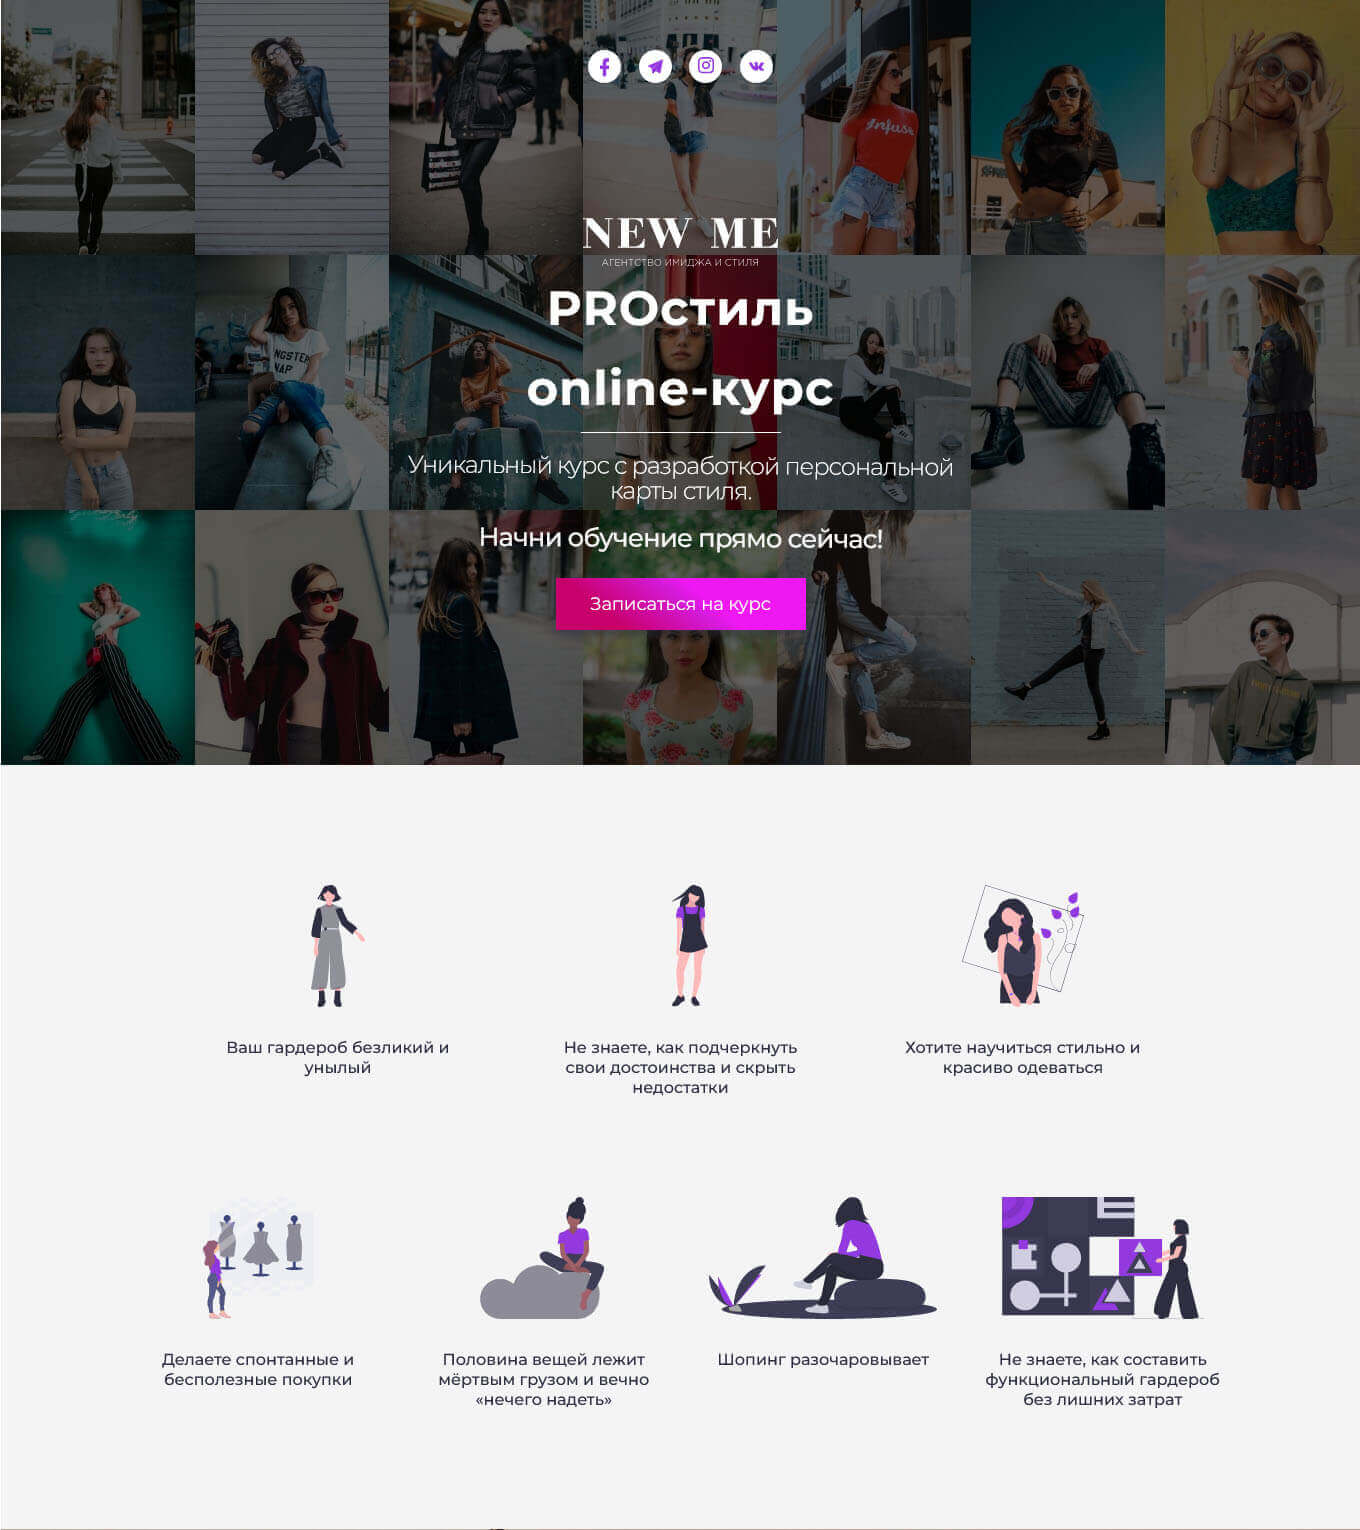 Infuse
NEW ME
АГЕНТСТВО ИМИДЖА И СТИЛЯ
PROстиль
online-курс
Уникальный курс с разработкой персональной
карты стиля.
Начни обучение прямо сейчас!
Записаться на курс
Ваш гардероб безликий и
унылый
Не знаете, как подчеркнуть
свои достоинства и скрыть
недостатки
Хотите научиться стильно и
красиво одеваться
Делаете спонтанные и
бесполезные покупки
Половина вещей лежит
мёртвым грузом и вечно
«нечего надеть»
Шопинг разочаровывает
Не знаете, как составить
функциональный гардероб
без лишних затрат